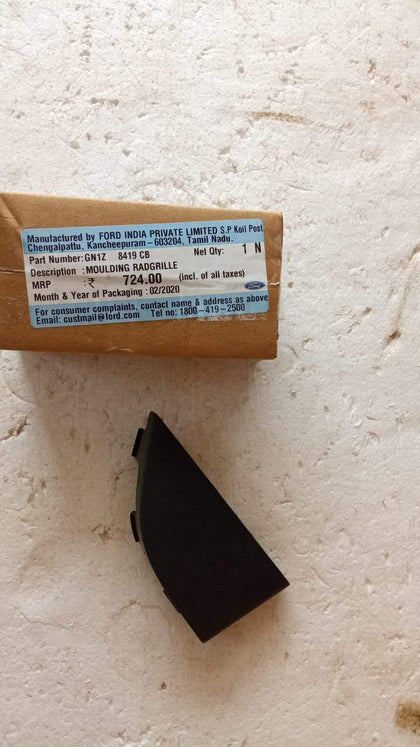 Manufactured by FORD INDIA PRIVATE LIMITED S.P Koil Post
Chengalpattu, Kancheepuram-603204, Tamil Nadu.
Part Number:GN1Z 8419 CB Net Qty: 1 N
Description :MOULDING RADGRILLE
MRP :₹ 724.00 (incl. of all taxes)
Month & Year of Packaging :02/2020
Ford
For consumer complaints, contact name & address as above
Email: custmail@ford.com Tel no: 1800-419-2500